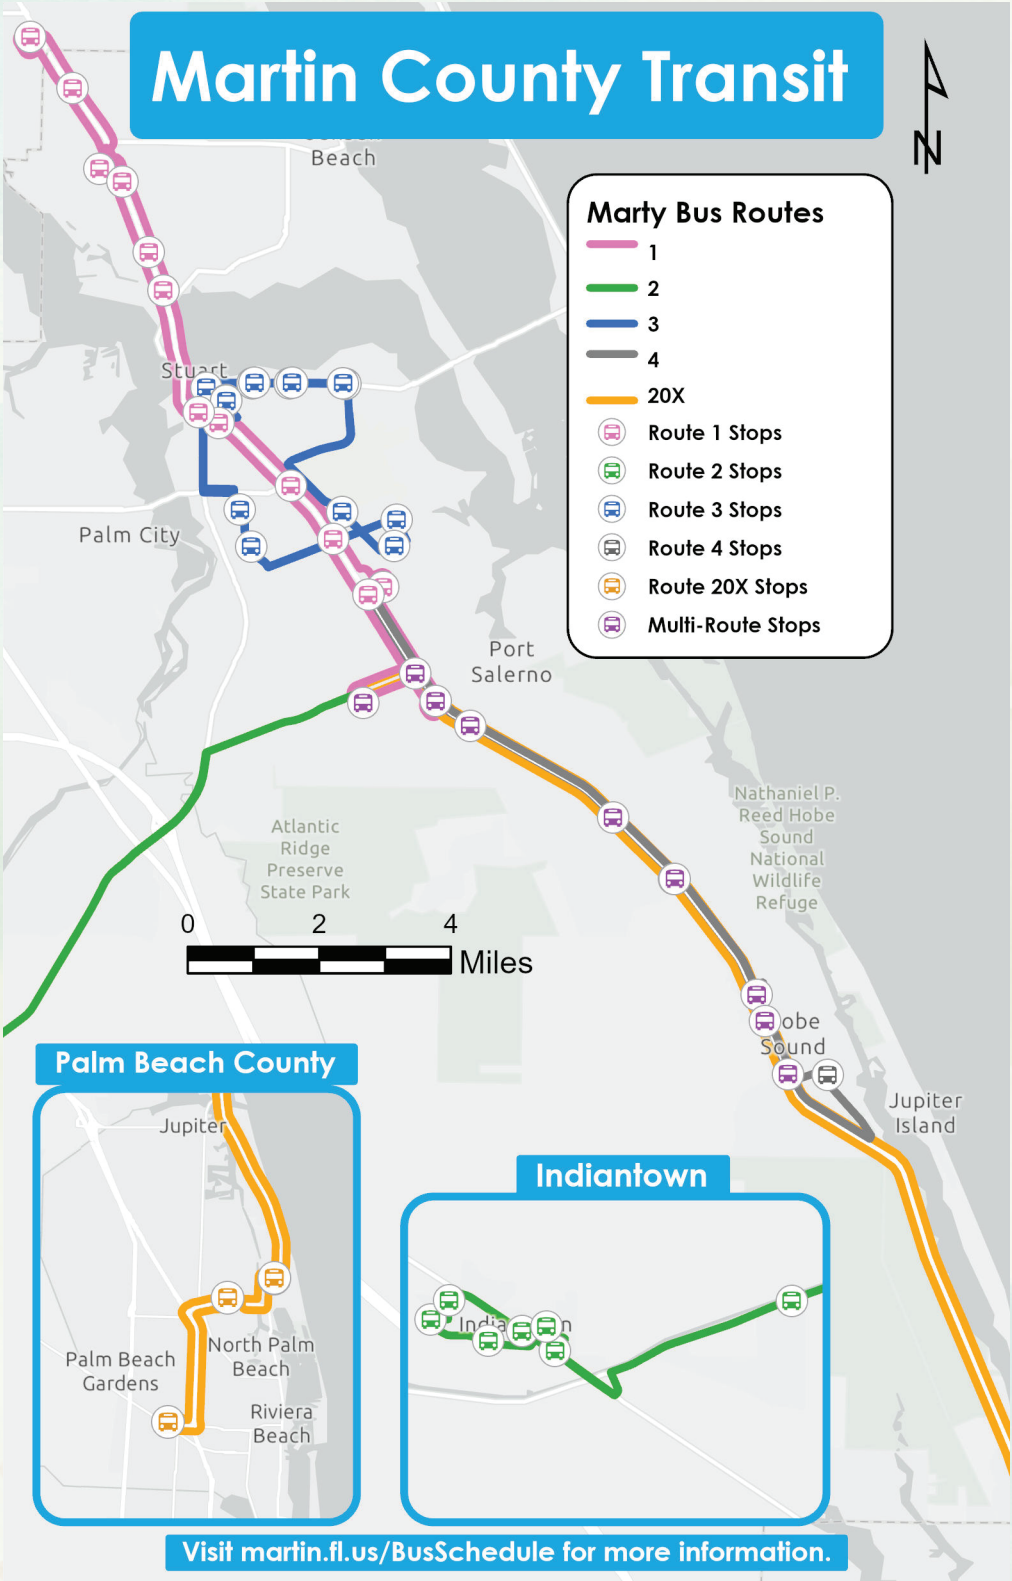 Martin County Transit
Beach
N
Marty Bus Routes
1
2
3
4
20X
Route 1 Stops
Route 2 Stops
Route 3 Stops
Route 4 Stops
Route 20X Stops
Multi-Route Stops
Stuart
Palm City
Port
Salerno
Nathaniel P.
Reed Hobe
Sound
National
Wildlife
Refuge
Atlantic
Ridge
Preserve
State Park
0 2 4
Miles
obe
Sound
Jupiter
Island
Palm Beach County
Jupiter
North Palm
Beach
Palm Beach
Gardens
Riviera
Beach
Indiantown
India n
Visit martin.fl.us/BusSchedule for more information.